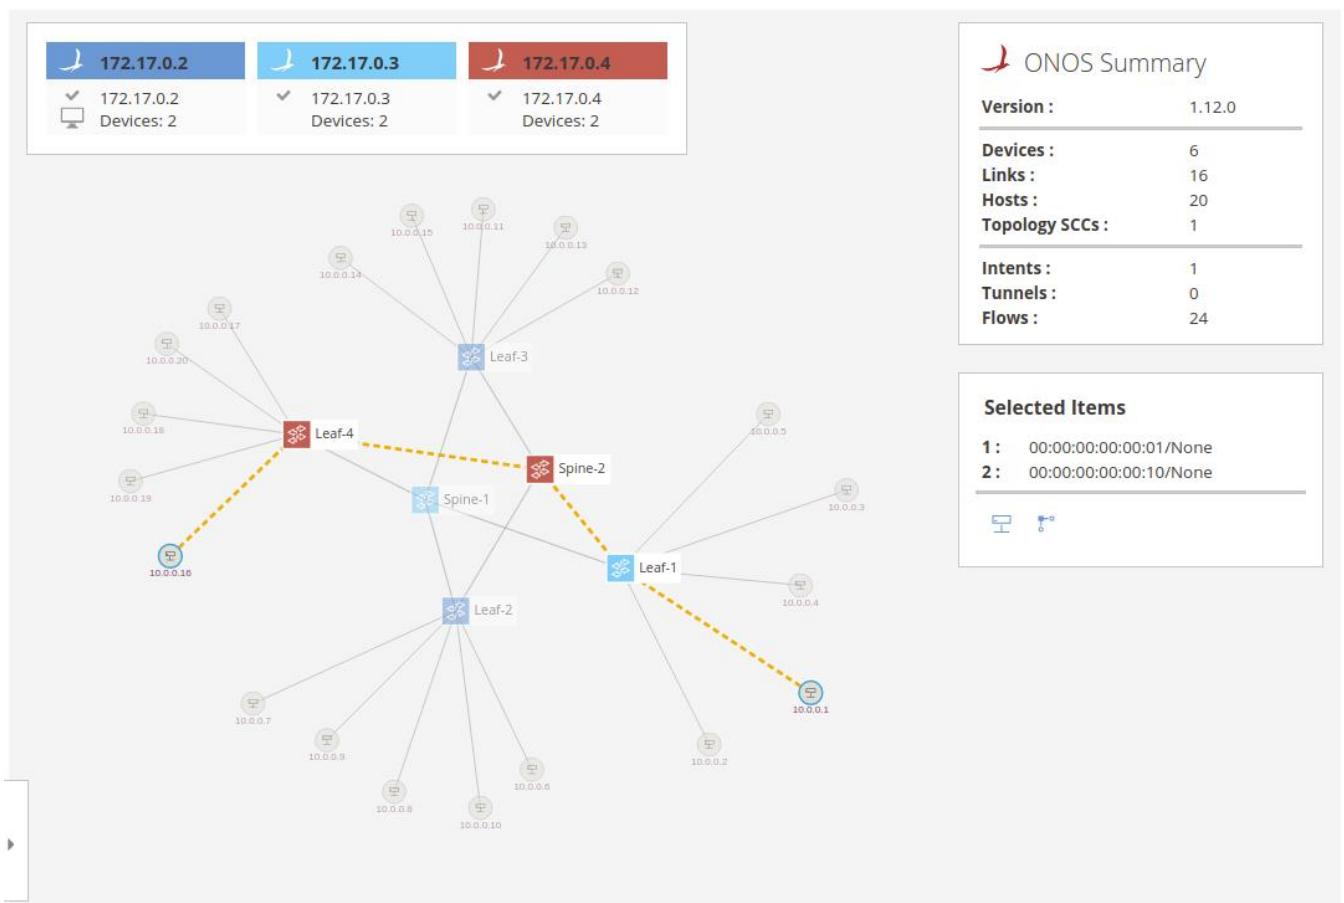 172.17.0.2
172.17.0.2
Devices: 2
172.17.0.3
172.17.0.3
Devices: 2
172.17.0.4
172.17.0.4
Devices: 2
ONOS Summary
Version : 1.12.0
Devices : 6
Links : 16
Hosts : 20
Topology SCCs : 1
Intents : 1
Tunnels : 0
Flows : 24
Selected Items
1 : 00:00:00:00:00:01/None
2 : 00:00:00:00:00:10/None
10.0.0.15
10.0.0.11
10.0.0.13
10.0.0.14
10.0.0.12
10.0.0.17
10.0.0.20
Leaf-3
10.0.0.18
Leaf-4
10.0.0.5
Spine-2
10.0.0.19
Spine-1
10.0.0.3
10.0.0.16
Leaf-1
10.0.0.4
Leaf-2
10.0.0.1
10.0.0.7
10.0.0.9
10.0.0.2
10.0.0.6
10.0.0.8
10.0.0.10